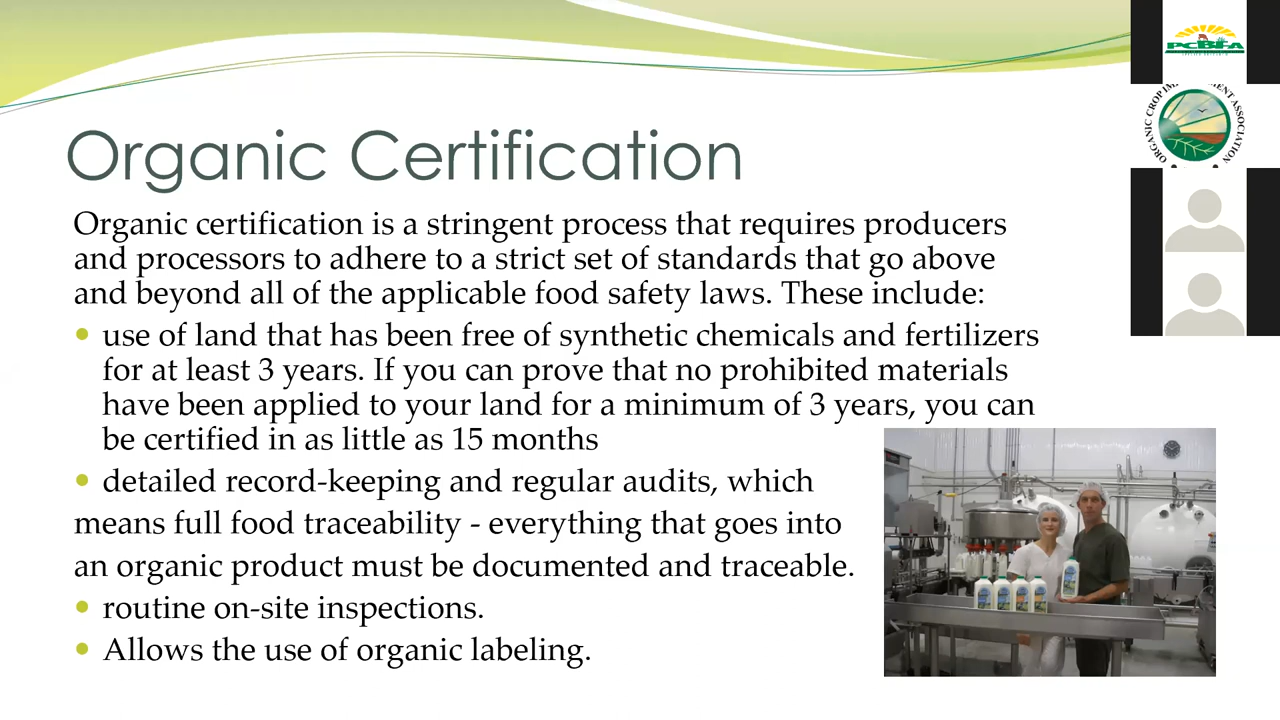 Organic Certification
Organic certification is a stringent process that requires producers
and processors to adhere to a strict set of standards that go above
and beyond all of the applicable food safety laws. These include:
• use of land that has been free of synthetic chemicals and fertilizers
for at least 3 years. If you can prove that no prohibited materials
have been applied to your land for a minimum of 3 years, you can
be certified in as little as 15 months
• detailed record-keeping and regular audits, which
means full food traceability - everything that goes into
an organic product must be documented and traceable.
• routine on-site inspections.
• Allows the use of organic labeling.
PCBFA
ORGANIC CROP ASSOCIATION